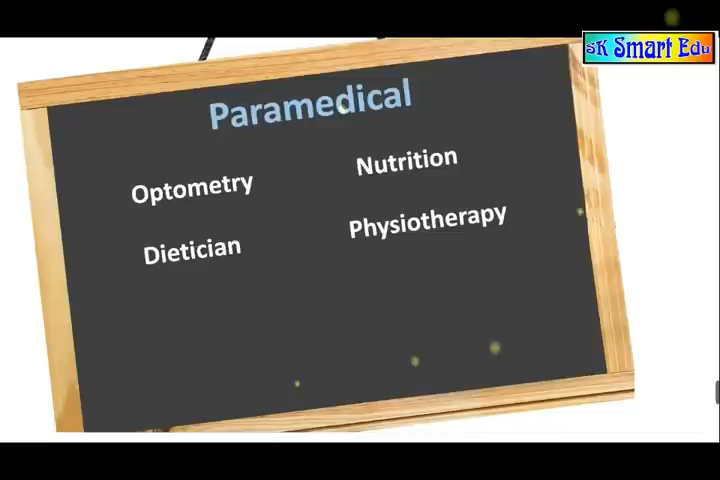 SK Smart Edu
Paramedical
Optometry
Nutrition
Dietician
Physiotherapy